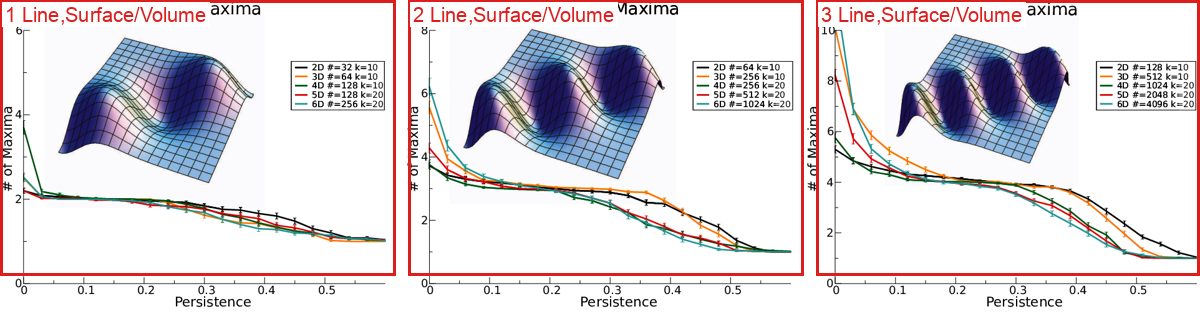 1 Line,Surface/Volume
axima
6
4
2
0
# of Maxima
2D #=32 k=10
3D #=64 k=10
4D #=128 k=10
5D #=128 k=20
6D #=256 k=20
0 0.1 0.2 0.3 0.4 0.5
Persistence
2 Line,Surface/Volume
Maxima
8
6
4
2
0
# of Maxima
2D #=64 k=10
3D #=256 k=10
4D #=256 k=20
5D #=512 k=20
6D #=1024 k=20
0 0.1 0.2 0.3 0.4 0.5
Persistence
3 Line,Surface/Volume
axima
10
8
6
4
2
0
# of Maxima
2D #=128 k=10
3D #=512 k=10
4D #=1024 k=20
5D #=2048 k=20
6D #=4096 k=20
0 0.1 0.2 0.3 0.4 0.5
Persistence